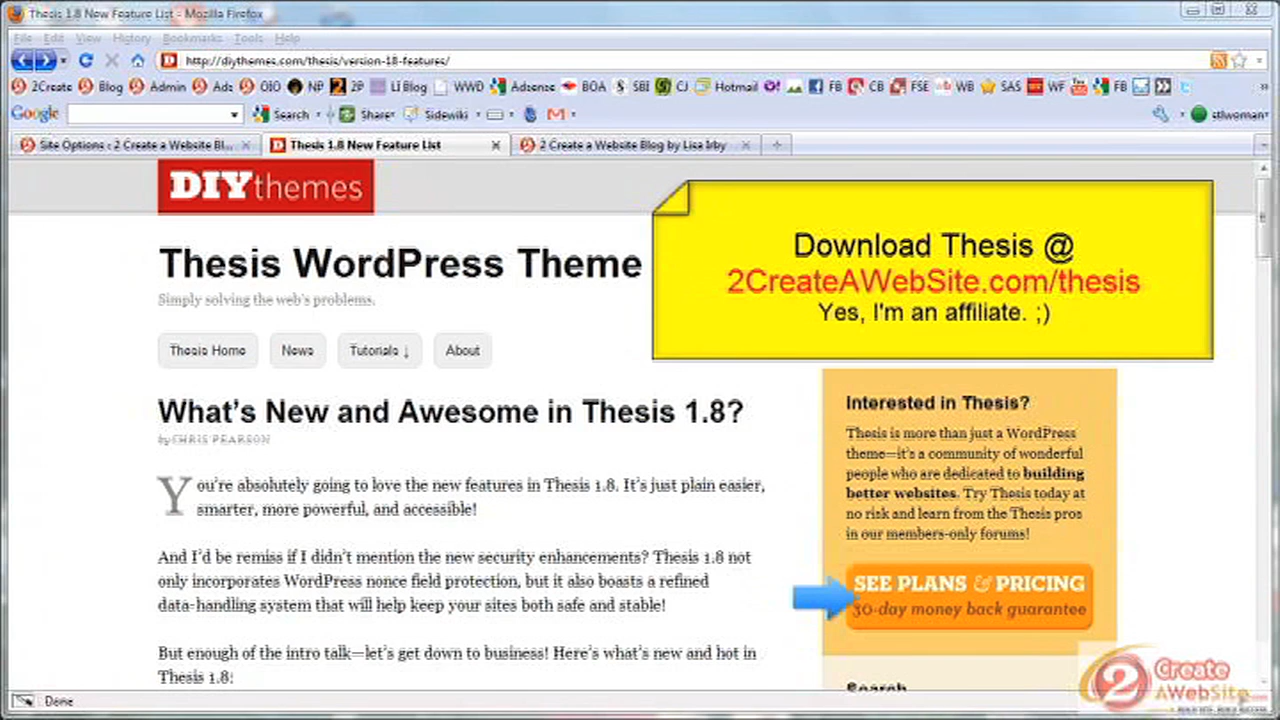 Thesis 1.8 New Feature List - Mozilla Firefox
File Edit View History Bookmarks Tools Help
http://diythemes.com/thesis/version-18-features/
2Create Blog Admin Ads OIO NP 2P LI Blog WWD Adsense BOA SBI CJ Hotmail FB CB FSE WB SAS WF FB
Google Search Share Sidewiki stlwoman
Site Options : 2 Create a Website Bl... Thesis 1.8 New Feature List 2 Create a Website Blog by Lisa Irby
DIYthemes
Thesis WordPress Theme
Simply solving the web's problems.
Download Thesis @
2CreateAWebSite.com/thesis
Yes, I'm an affiliate. ;)
Thesis Home News Tutorials ↓ About
What's New and Awesome in Thesis 1.8?
by CHRIS PEARSON
You're absolutely going to love the new features in Thesis 1.8. It's just plain easier,
smarter, more powerful, and accessible!
And I'd be remiss if I didn't mention the new security enhancements? Thesis 1.8 not
only incorporates WordPress nonce field protection, but it also boasts a refined
data-handling system that will help keep your sites both safe and stable!
But enough of the intro talk—let's get down to business! Here's what's new and hot in
Thesis 1.8:
Interested in Thesis?
Thesis is more than just a WordPress
theme—it's a community of wonderful
people who are dedicated to building
better websites. Try Thesis today at
no risk and learn from the Thesis pros
in our members-only forums!
SEE PLANS & PRICING
30-day money back guarantee
Search
Done
2 Create
AWebSite.com